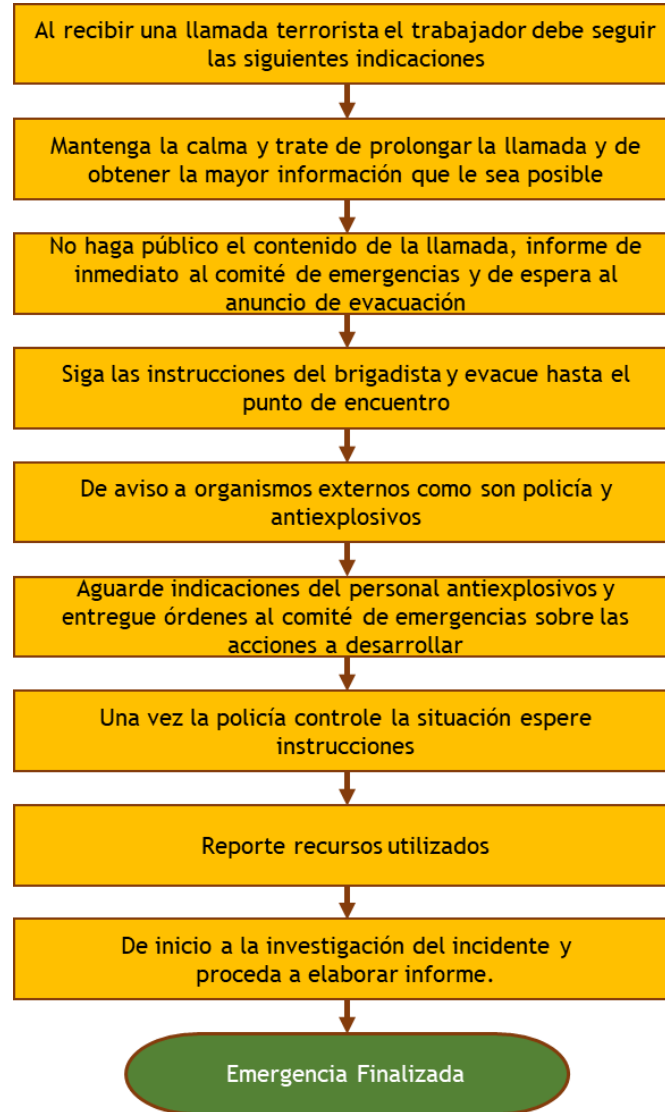 Al recibir una llamada terrorista el trabajador debe seguir
las siguientes indicaciones
Mantenga la calma y trate de prolongar la llamada y de
obtener la mayor información que le sea posible
No haga público el contenido de la llamada, informe de
inmediato al comité de emergencias y de espera al
anuncio de evacuación
Siga las instrucciones del brigadista y evacue hasta el
punto de encuentro
De aviso a organismos externos como son policía y
antiexplosivos
Aguarde indicaciones del personal antiexplosivos y
entregue órdenes al comité de emergencias sobre las
acciones a desarrollar
Una vez la policía controle la situación espere
instrucciones
Reporte recursos utilizados
De inicio a la investigación del incidente y
proceda a elaborar informe.
Emergencia Finalizada